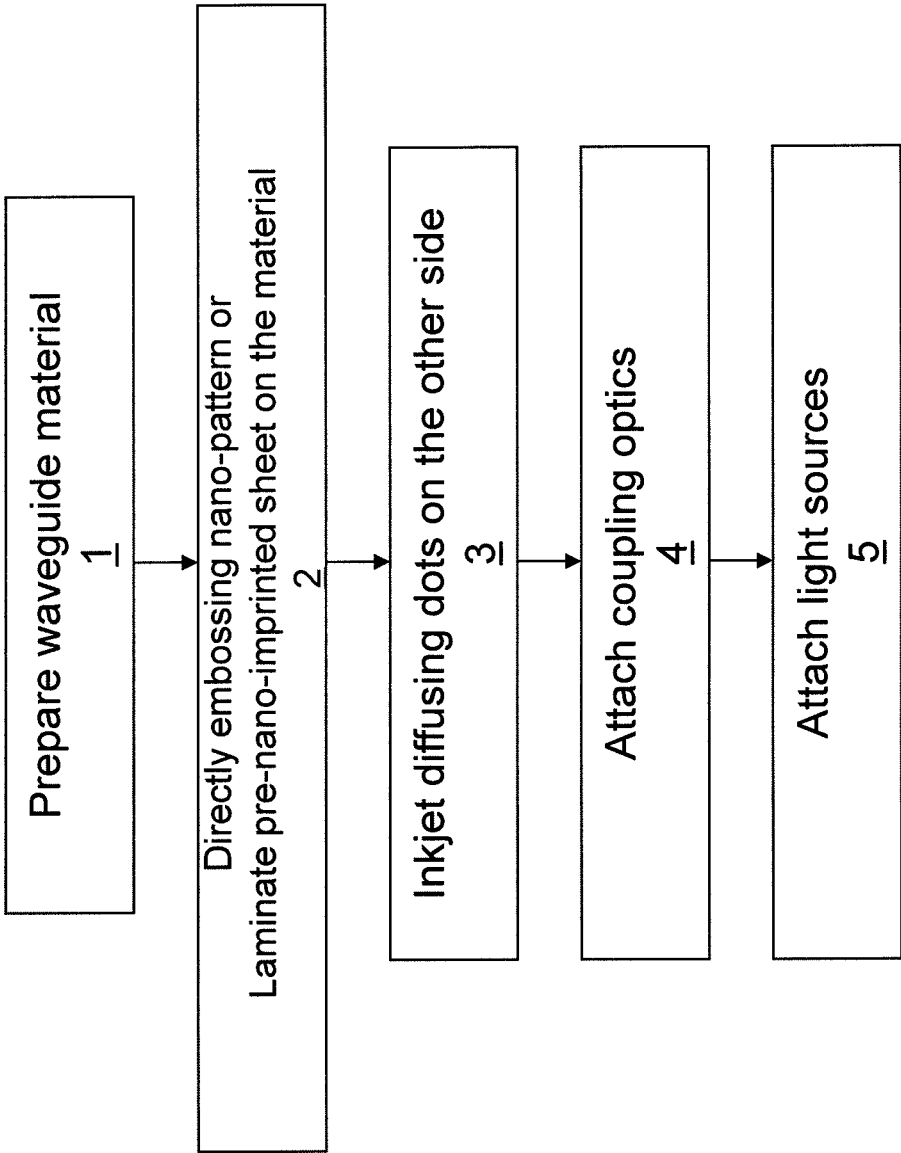 Prepare waveguide material
1
Directly embossing nano-pattern or
Laminate pre-nano-imprinted sheet on the material
2
Inkjet diffusing dots on the other side
3
Attach coupling optics
4
Attach light sources
5